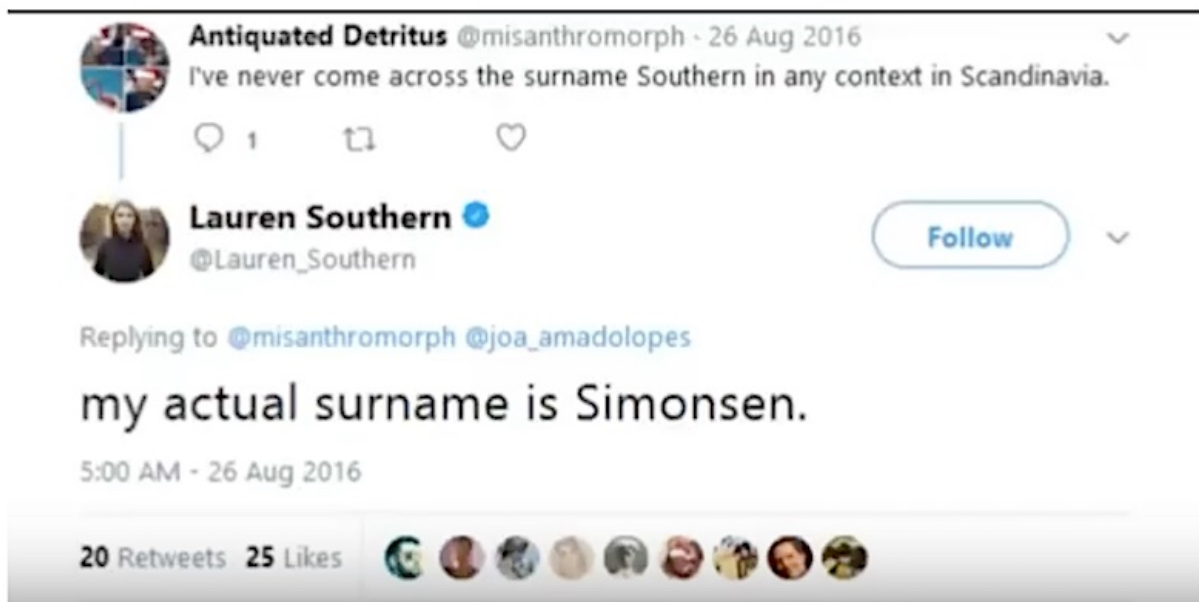 Antiquated Detritus @misanthromorph · 26 Aug 2016
I've never come across the surname Southern in any context in Scandinavia.
1
Lauren Southern
@Lauren_Southern
Follow
Replying to @misanthromorph @joa_amadolopes
my actual surname is Simonsen.
5:00 AM - 26 Aug 2016
20 Retweets 25 Likes